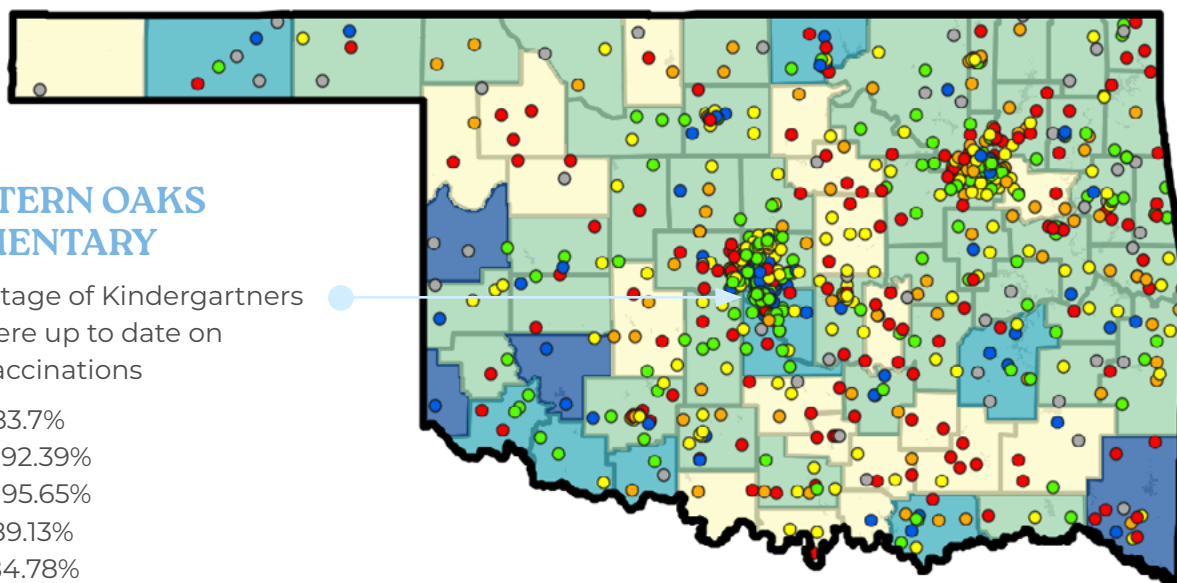 TERN OAKS
MENTARY
tage of Kindergartners
ere up to date on
accinations
83.7%
92.39%
95.65%
89.13%
84.78%